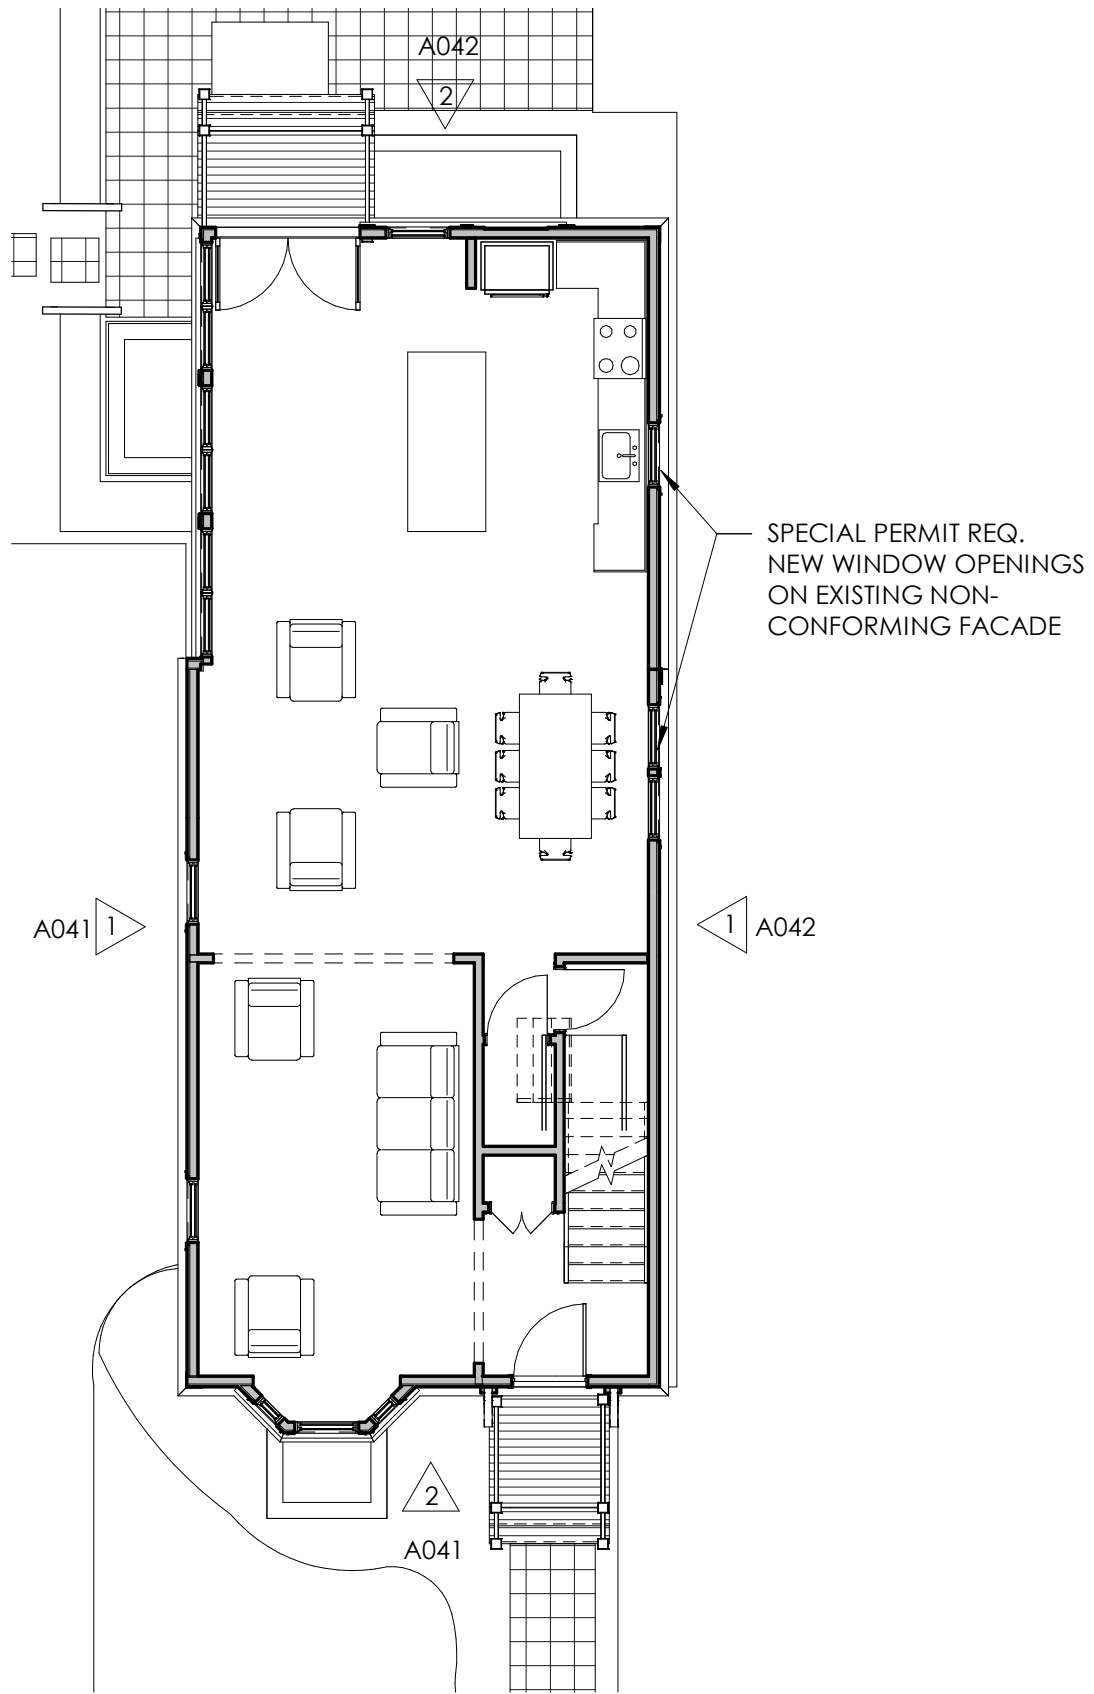 A042
2
SPECIAL PERMIT REQ.
NEW WINDOW OPENINGS
ON EXISTING NON-
CONFORMING FACADE
A041 1
1 A042
2
A041